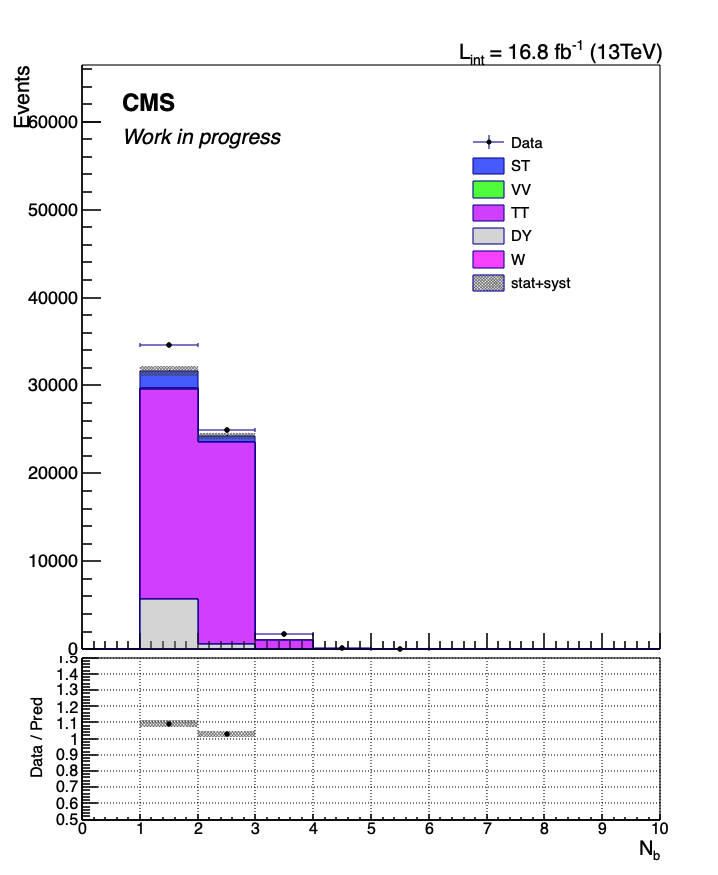 L_int = 16.8 fb^-1 (13TeV)
Events
CMS
Work in progress
Data
ST
VV
TT
DY
W
stat+syst
60000
50000
40000
30000
20000
10000
0
Data / Pred
1.5
1.4
1.3
1.2
1.1
1
0.9
0.8
0.7
0.6
0.5
0 1 2 3 4 5 6 7 8 9 10
N_b